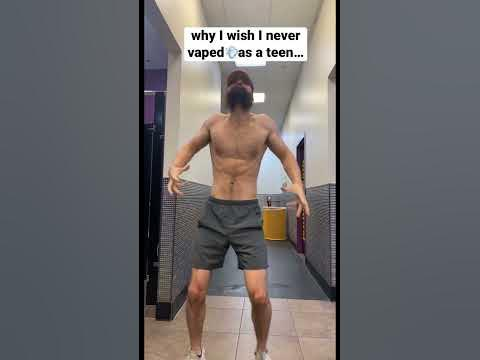 why I wish I never
vaped💨as a teen...